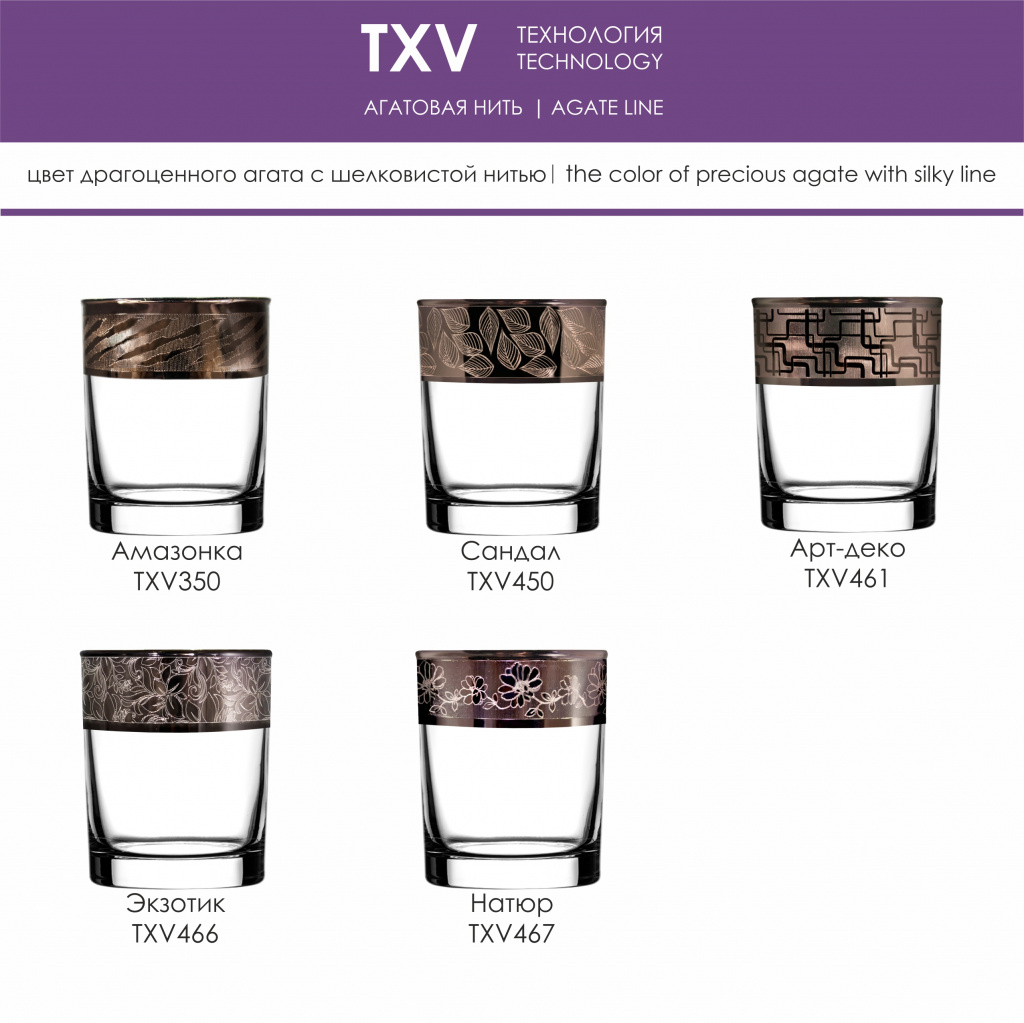 TXV
ТЕХНОЛОГИЯ
TECHNOLOGY
АГАТОВАЯ НИТЬ | AGATE LINE
цвет драгоценного агата с шелковистой нитью| the color of precious agate with silky line
Амазонка
TXV350
Сандал
TXV450
Арт-деко
TXV461
Экзотик
TXV466
Натюр
TXV467